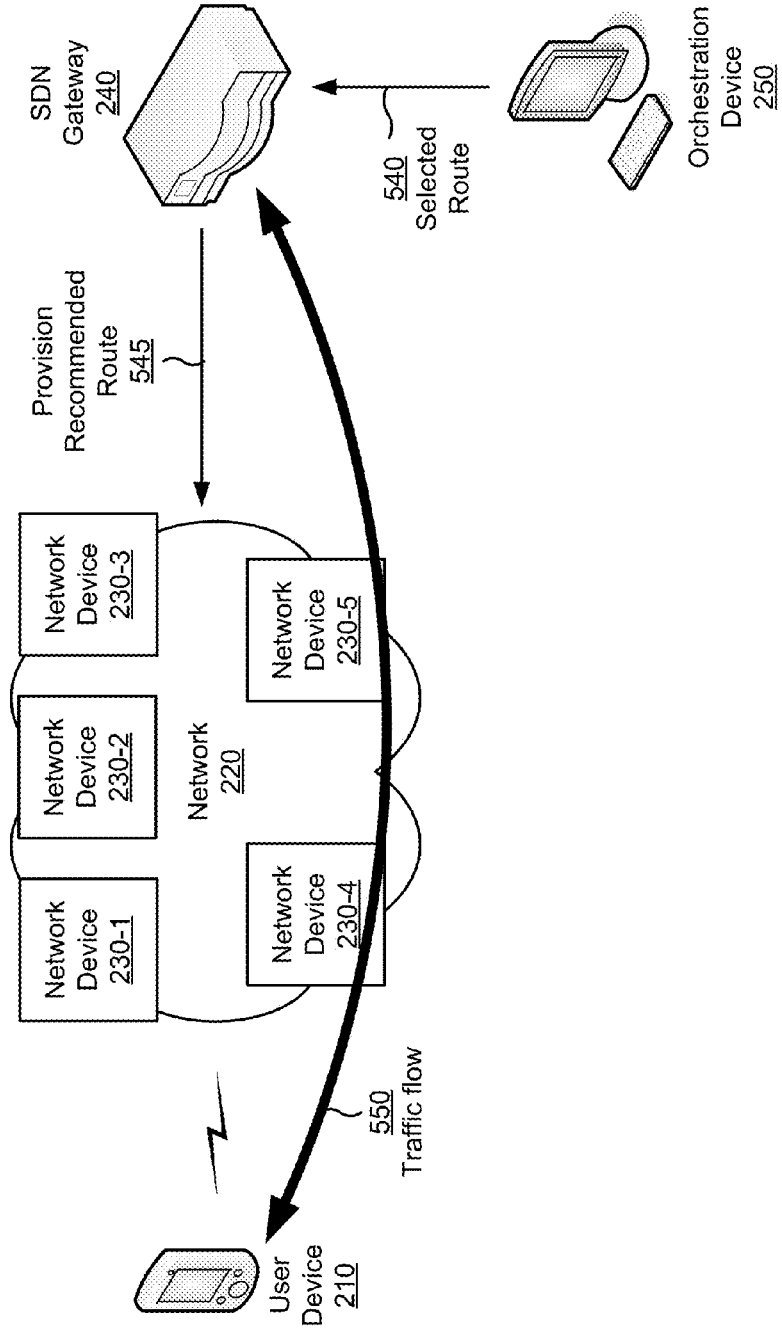 Network
Device
230-1
Network
Device
230-2
Network
Device
230-3
Provision
Recommended
Route
545
SDN
Gateway
240
Network
220
User
Device
210
Network
Device
230-4
Network
Device
230-5
550
Traffic flow
540
Selected
Route
Orchestration
Device
250